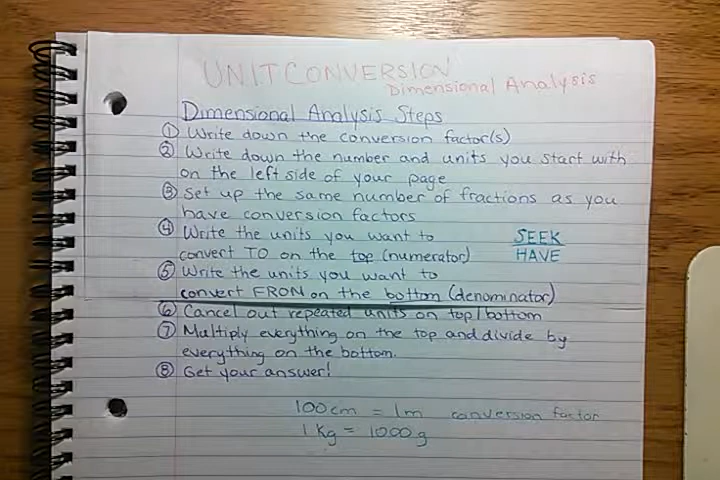 UNIT CONVERSION
Dimensional Analysis
Dimensional Analysis Steps
① Write down the conversion factor(s)
② Write down the number and units you start with
on the left side of your page
③ Set up the same number of fractions as you
have conversion factors
④ Write the units you want to
convert TO on the top (numerator)
SEEK
HAVE
⑤ Write the units you want to
convert FROM on the bottom (denominator)
⑥ Cancel out repeated units on top/bottom
⑦ Multiply everything on the top and divide by
everything on the bottom.
⑧ Get your answer!
100cm = 1m conversion factor
1 Kg = 1000g